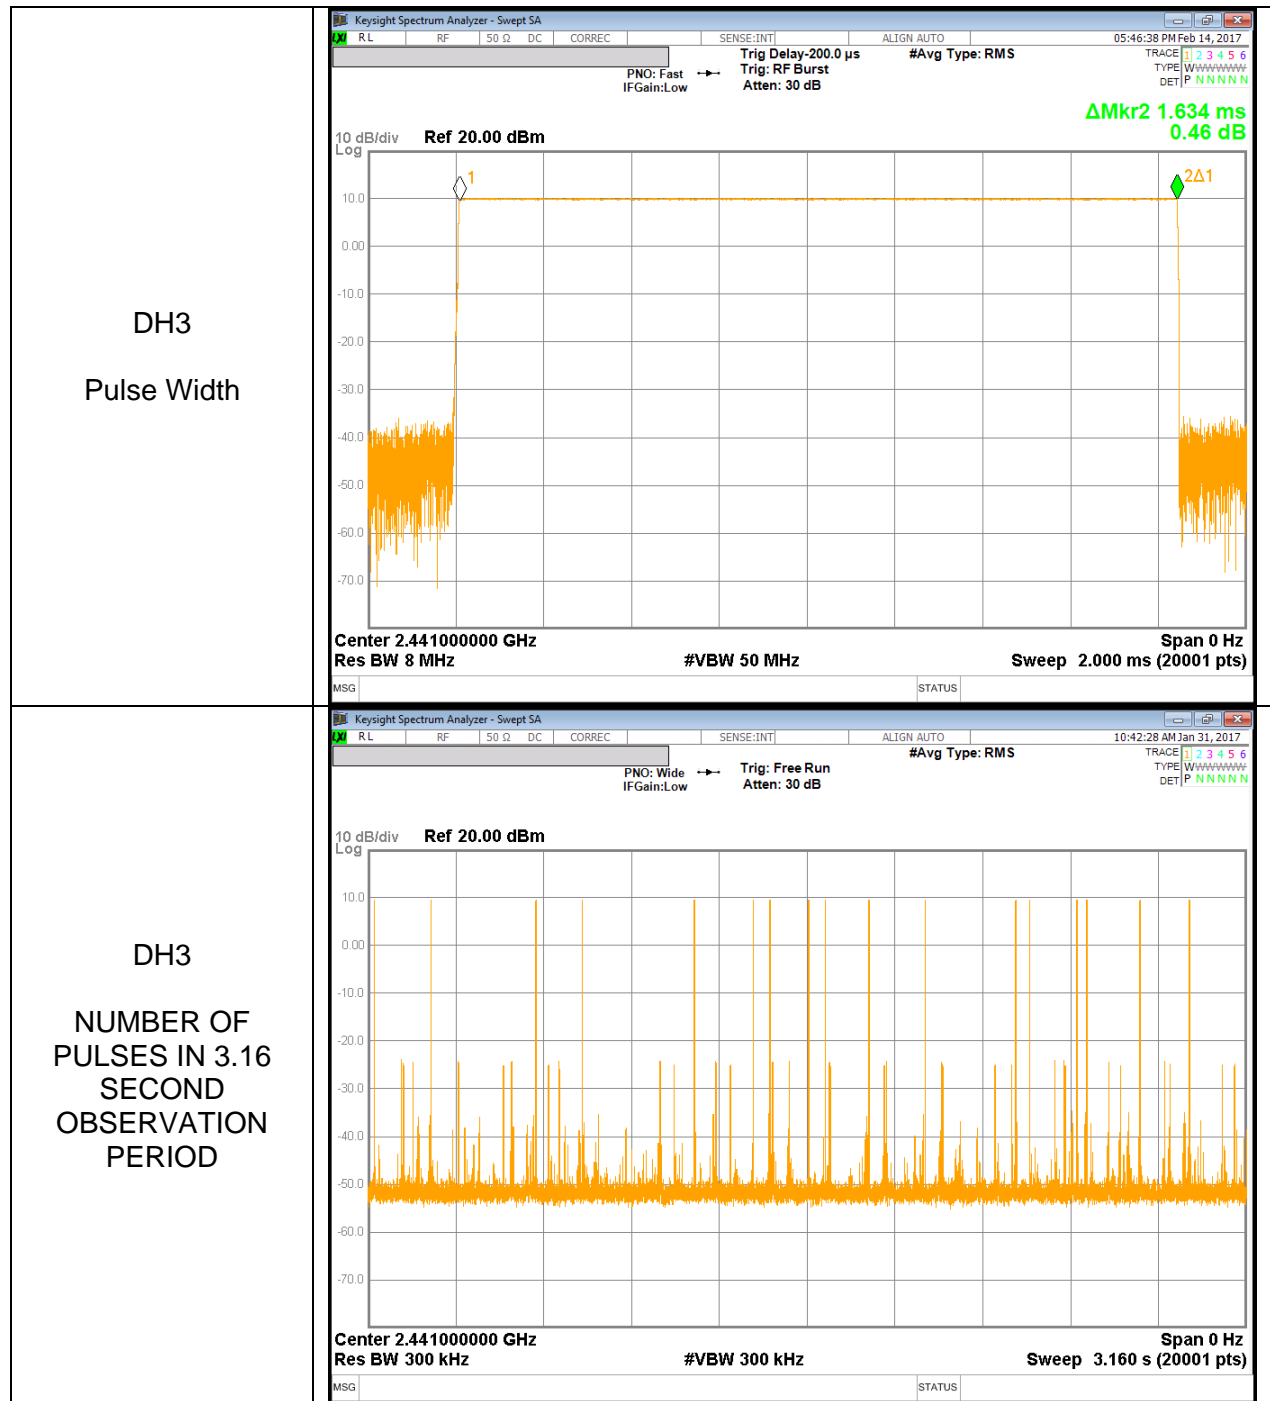 DH3
Pulse Width
Keysight Spectrum Analyzer - Swept SA
LXI RL RF 50 Ω DC CORREC SENSE:INT ALIGN AUTO 05:46:38 PM Feb 14, 2017
Trig Delay-200.0 µs #Avg Type: RMS TRACE 1 2 3 4 5 6
PNO: Fast Trig: RF Burst TYPE WWWWWW
IFGain:Low Atten: 30 dB DET P N N N N N
ΔMkr2 1.634 ms
0.46 dB
10 dB/div Ref 20.00 dBm
Log
1
2Δ1
10.0
0.00
-10.0
-20.0
-30.0
-40.0
-50.0
-60.0
-70.0
Center 2.441000000 GHz Span 0 Hz
Res BW 8 MHz #VBW 50 MHz Sweep 2.000 ms (20001 pts)
MSG STATUS
DH3
NUMBER OF
PULSES IN 3.16
SECOND
OBSERVATION
PERIOD
Keysight Spectrum Analyzer - Swept SA
LXI RL RF 50 Ω DC CORREC SENSE:INT ALIGN AUTO 10:42:28 AM Jan 31, 2017
#Avg Type: RMS TRACE 1 2 3 4 5 6
PNO: Wide Trig: Free Run TYPE WWWWWW
IFGain:Low Atten: 30 dB DET P N N N N N
10 dB/div Ref 20.00 dBm
Log
10.0
0.00
-10.0
-20.0
-30.0
-40.0
-50.0
-60.0
-70.0
Center 2.441000000 GHz Span 0 Hz
Res BW 300 kHz #VBW 300 kHz Sweep 3.160 s (20001 pts)
MSG STATUS